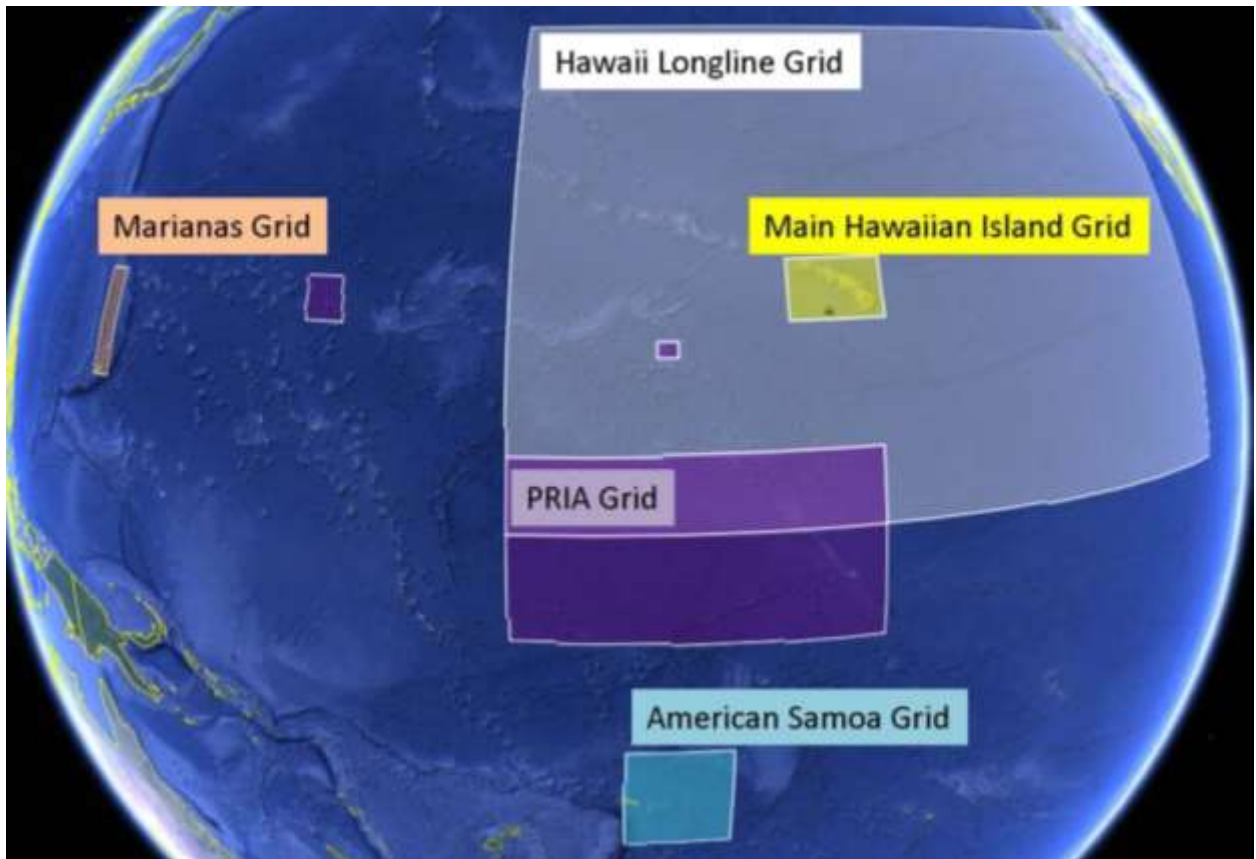 Hawaii Longline Grid
Marianas Grid
Main Hawaiian Island Grid
PRIA Grid
American Samoa Grid